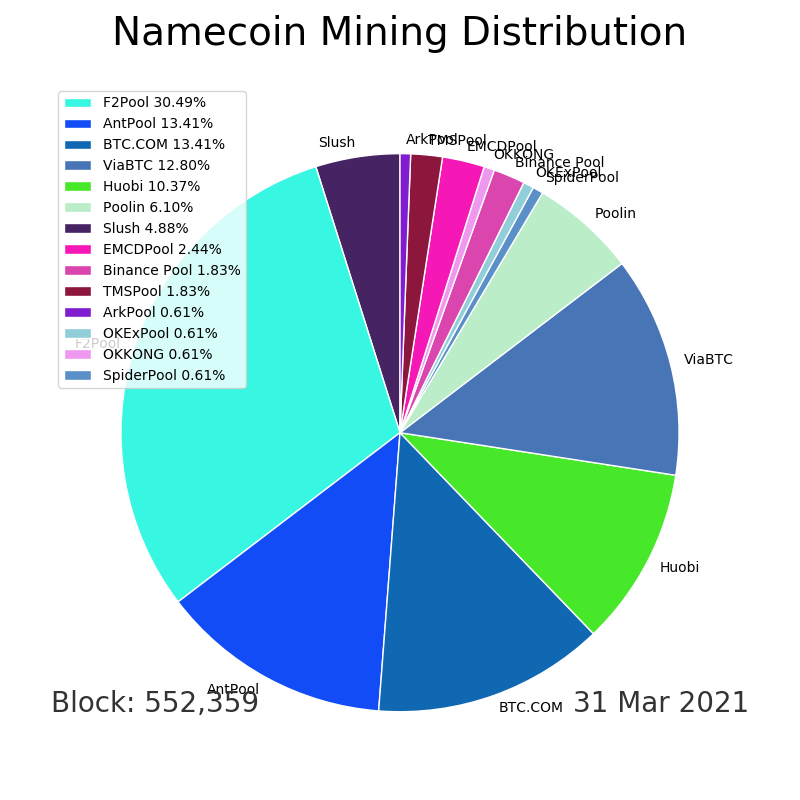 Namecoin Mining Distribution
F2Pool 30.49%
AntPool 13.41%
BTC.COM 13.41%
ViaBTC 12.80%
Huobi 10.37%
Poolin 6.10%
Slush 4.88%
EMCDPool 2.44%
Binance Pool 1.83%
TMSPool 1.83%
ArkPool 0.61%
OKExPool 0.61%
OKKONG 0.61%
SpiderPool 0.61%
Slush
ArkPool
TMSPool
EMCDPool
OKKONG
Binance Pool
OKExPool
SpiderPool
Poolin
F2Pool
ViaBTC
Huobi
AntPool
BTC.COM
Block: 552,359
31 Mar 2021